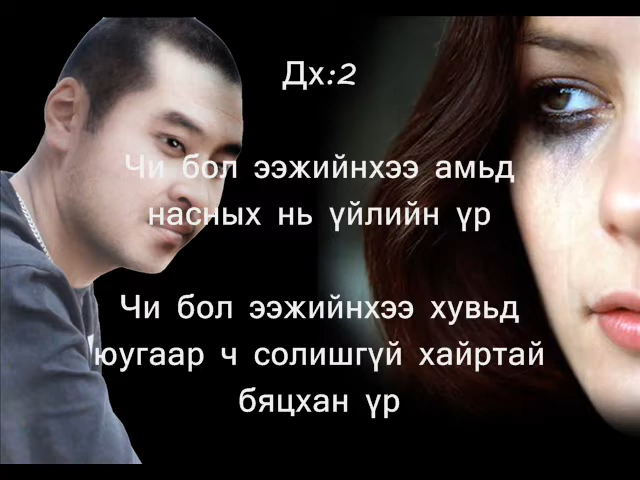 Дх:2
Чи бол ээжийнхээ амьд
насных нь үйлийн үр
Чи бол ээжийнхээ хувьд
юугаар ч солишгүй хайртай
бяцхан үр